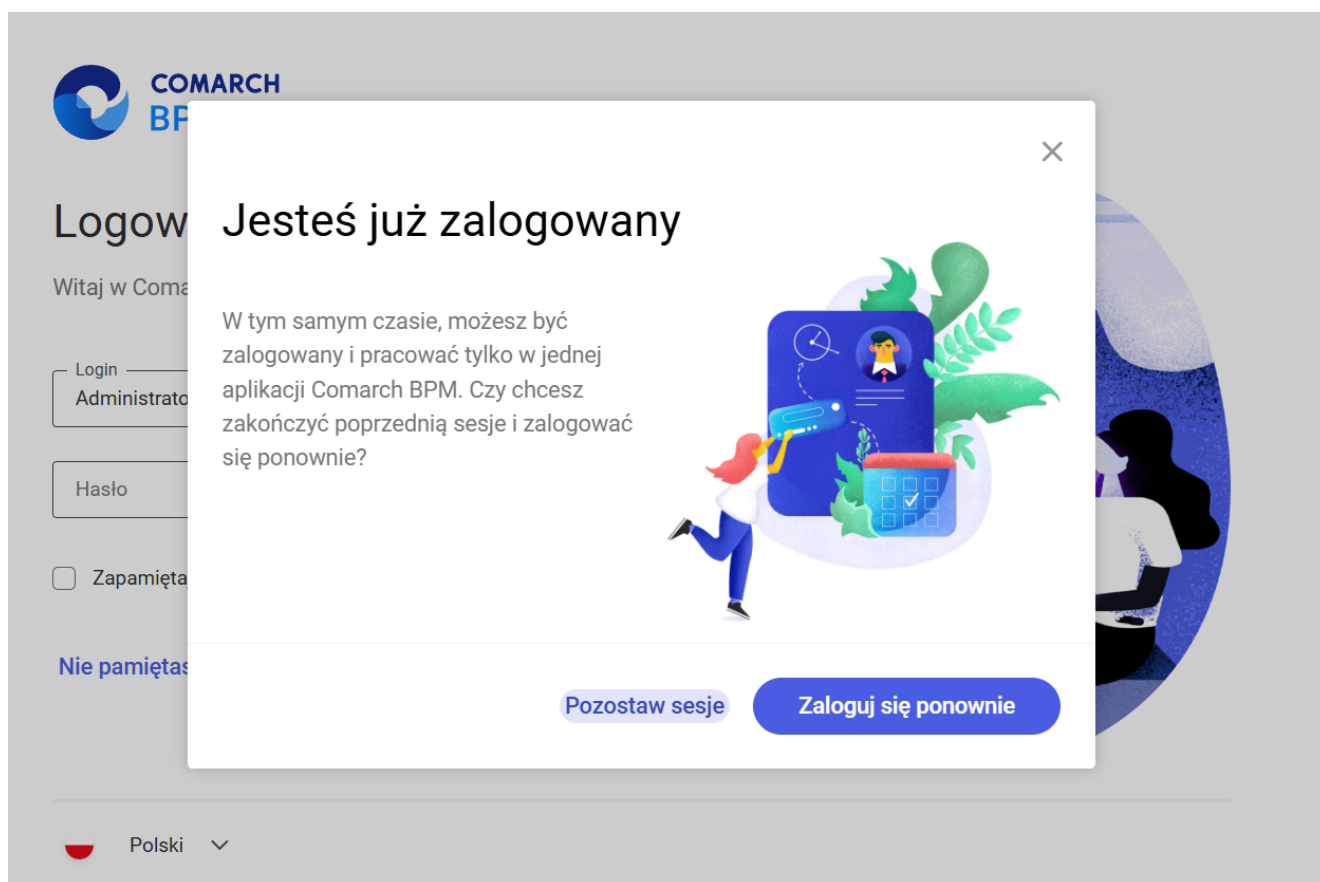 COMARCH
BP
Logow
Witaj w Coma
Login
Administrato
Hasło
Zapamięta
Nie pamiętas
Jesteś już zalogowany
W tym samym czasie, możesz być
zalogowany i pracować tylko w jednej
aplikacji Comarch BPM. Czy chcesz
zakończyć poprzednią sesje i zalogować
się ponownie?
Pozostaw sesje
Zaloguj się ponownie
Polski